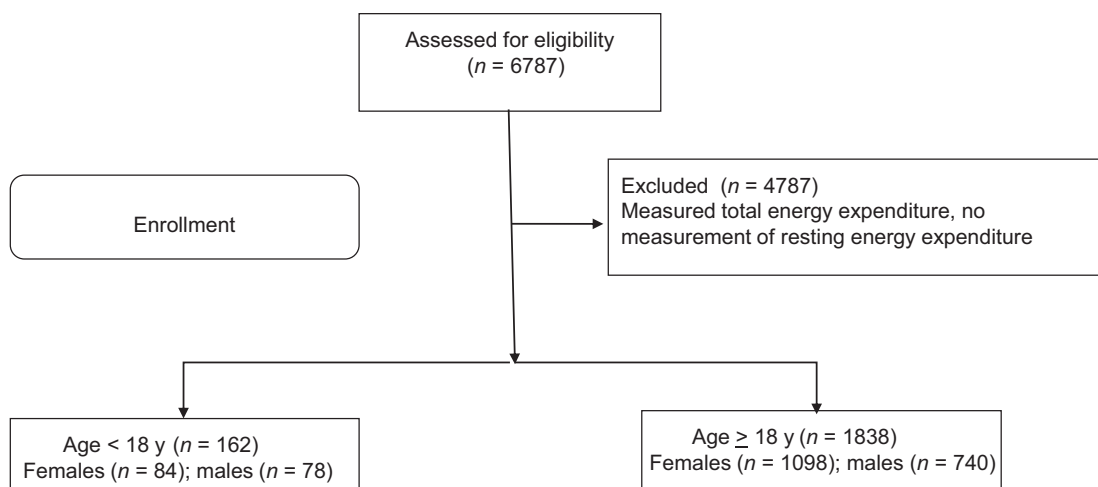 Assessed for eligibility
(n = 6787)
Enrollment
Excluded (n = 4787)
Measured total energy expenditure, no
measurement of resting energy expenditure
Age < 18 y (n = 162)
Females (n = 84); males (n = 78)
Age ≥ 18 y (n = 1838)
Females (n = 1098); males (n = 740)